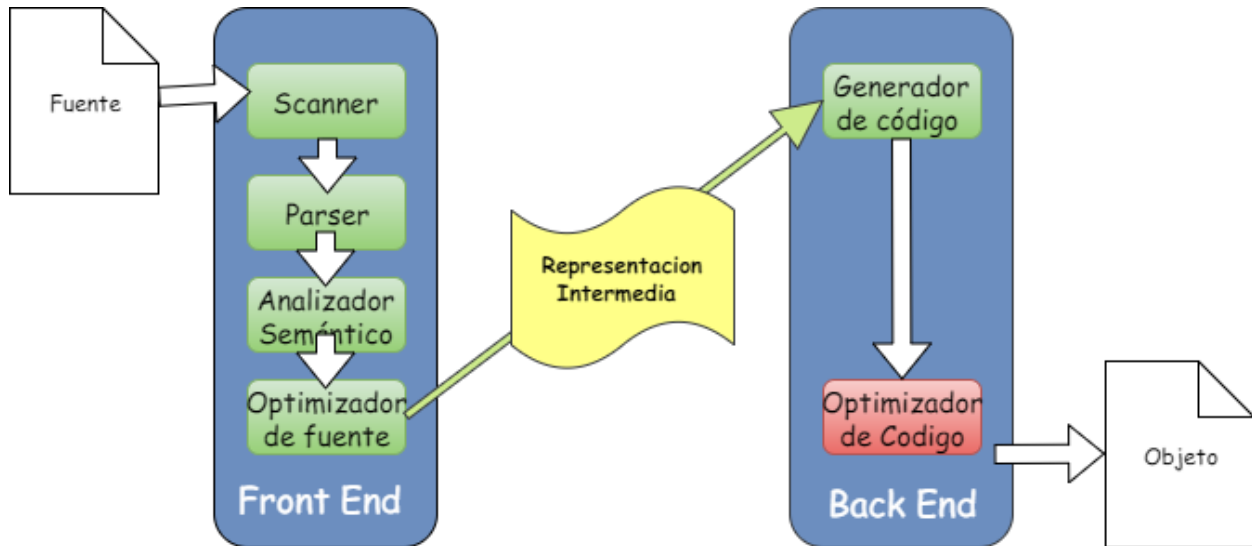 Fuente
Scanner
Parser
Analizador
Semántico
Optimizador
de fuente
Front End
Representacion
Intermedia
Generador
de código
Optimizador
de Codigo
Back End
Objeto